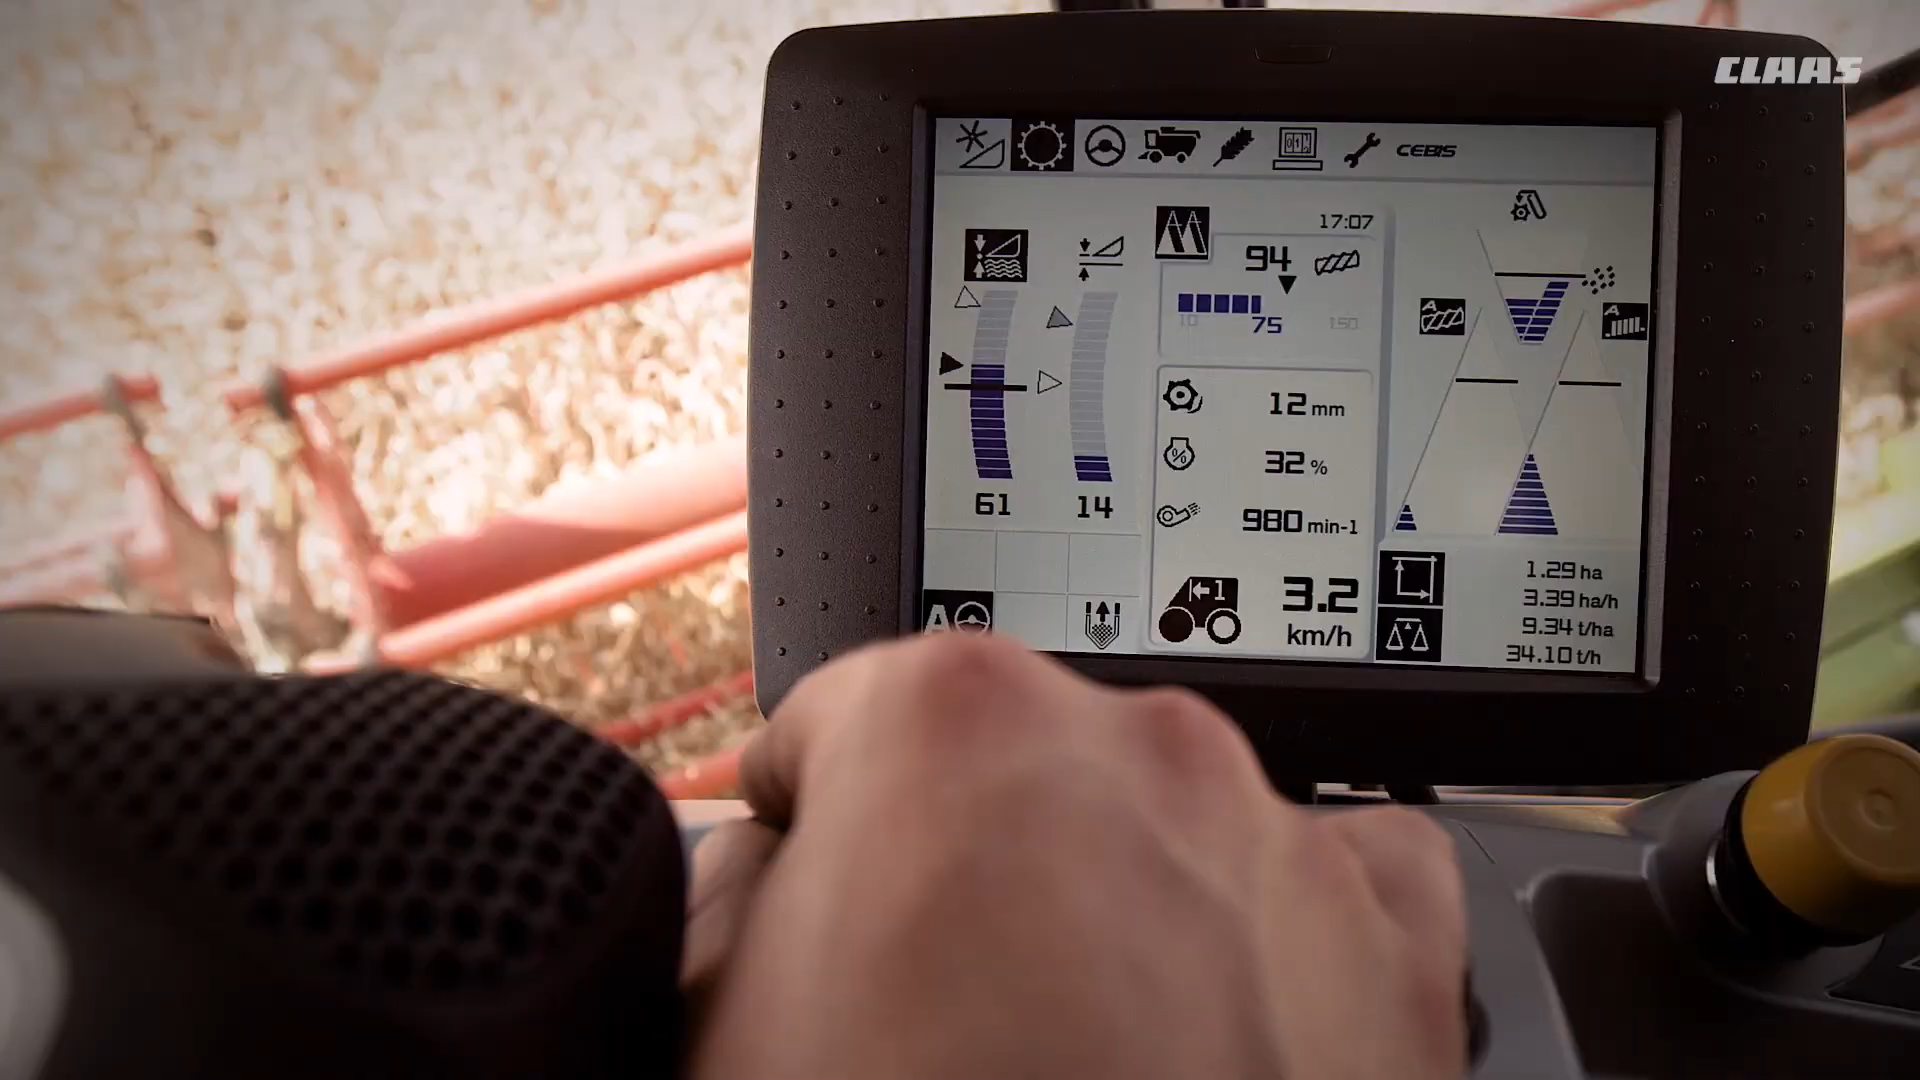 CLAAS
CEBIS
17:07
94
10 75 150
12 mm
32 %
980 min-1
1
3.2
km/h
61 14
A
A
A
1.29 ha
3.39 ha/h
9.34 t/ha
34.10 t/h